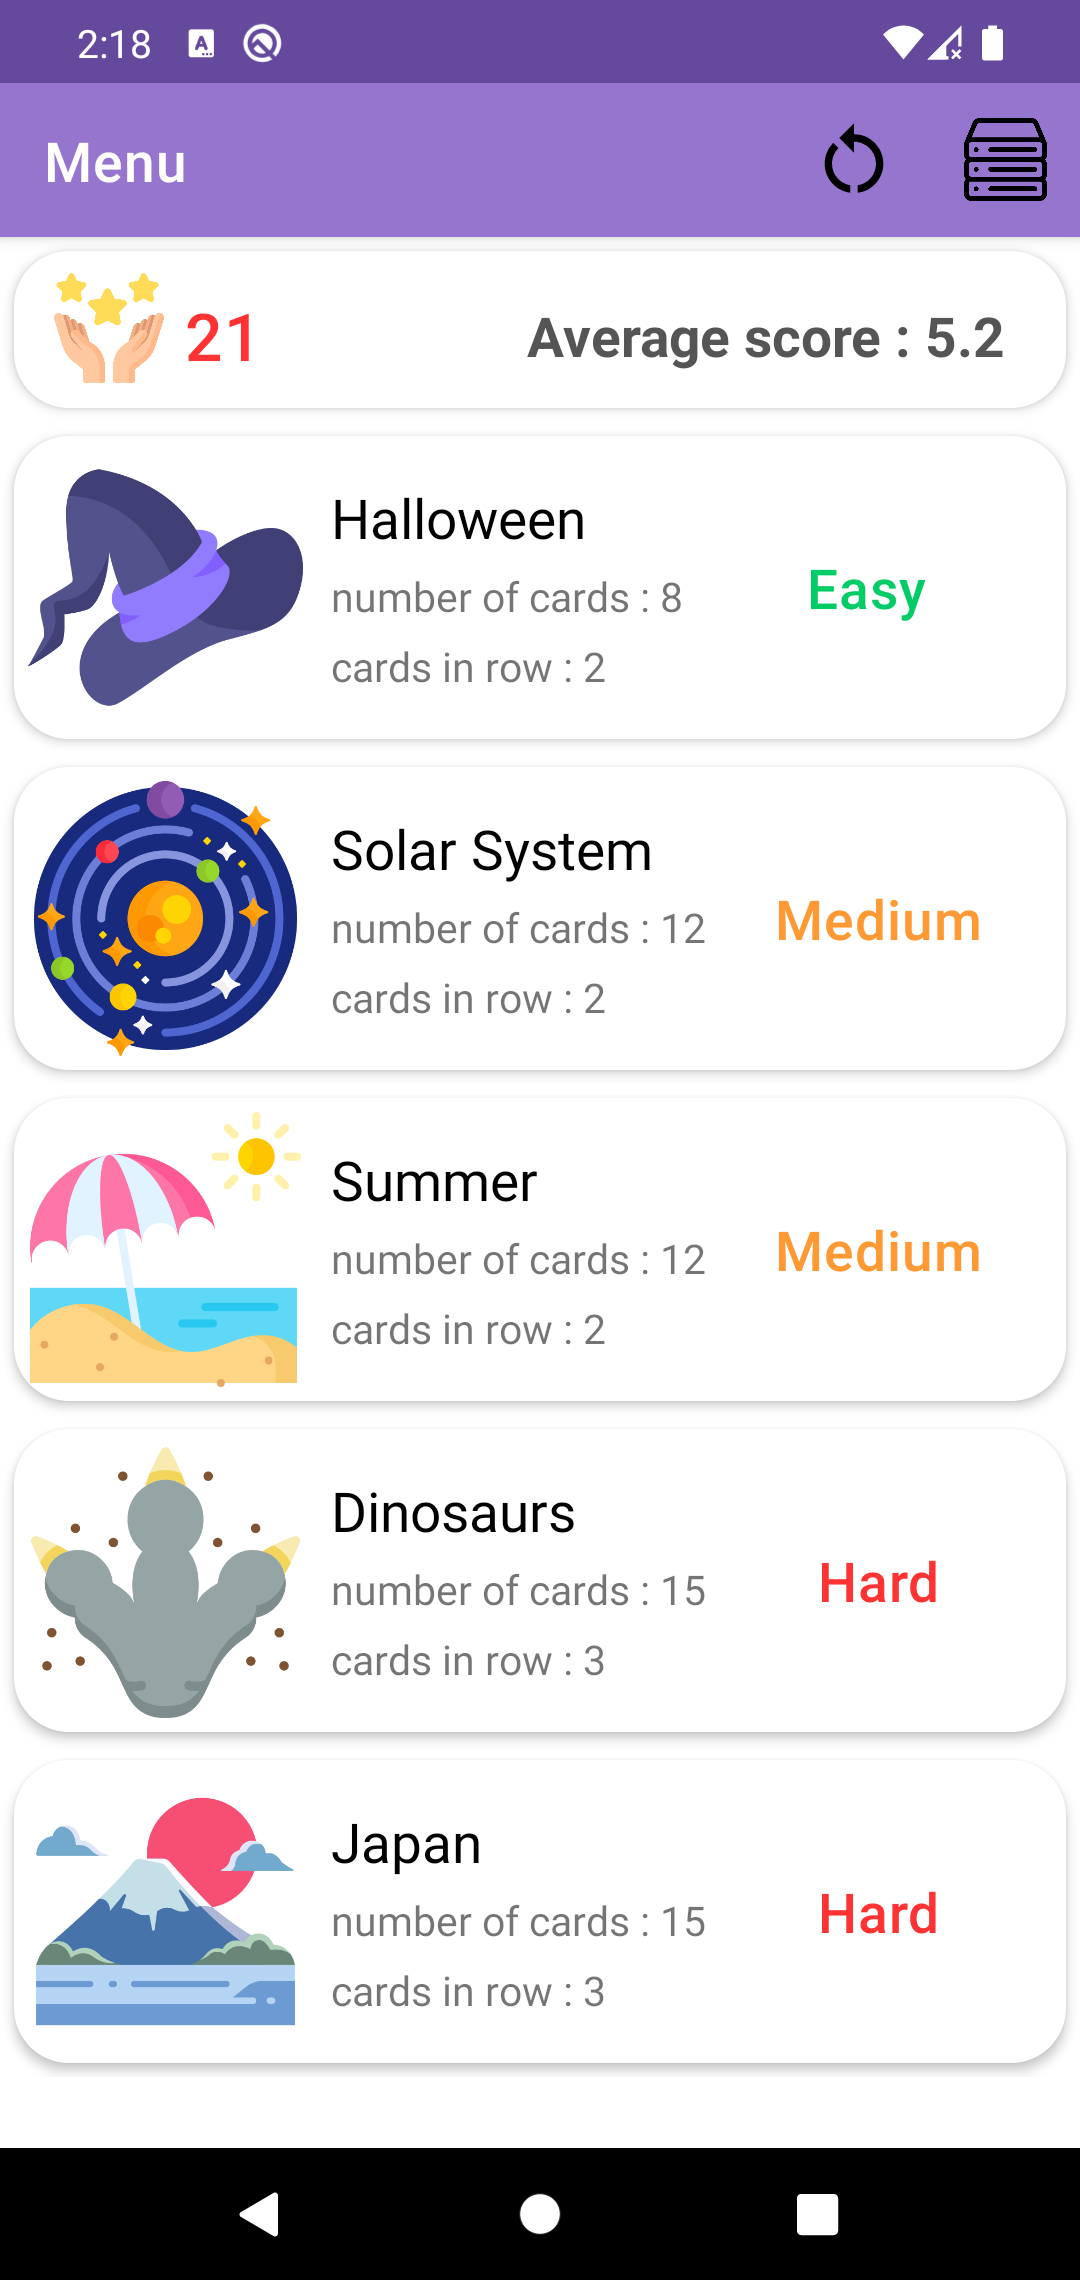 2:18
Menu
21
Average score : 5.2
Halloween
number of cards : 8
Easy
cards in row : 2
Solar System
number of cards : 12
Medium
cards in row : 2
Summer
number of cards : 12
Medium
cards in row : 2
Dinosaurs
number of cards : 15
Hard
cards in row : 3
Japan
number of cards : 15
Hard
cards in row : 3